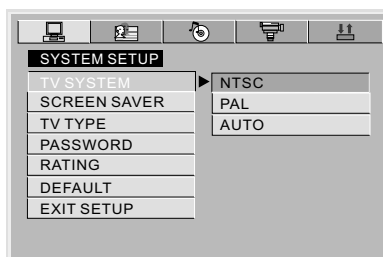 SYSTEM SETUP
TV SYSTEM
SCREEN SAVER
TV TYPE
PASSWORD
RATING
DEFAULT
EXIT SETUP
NTSC
PAL
AUTO